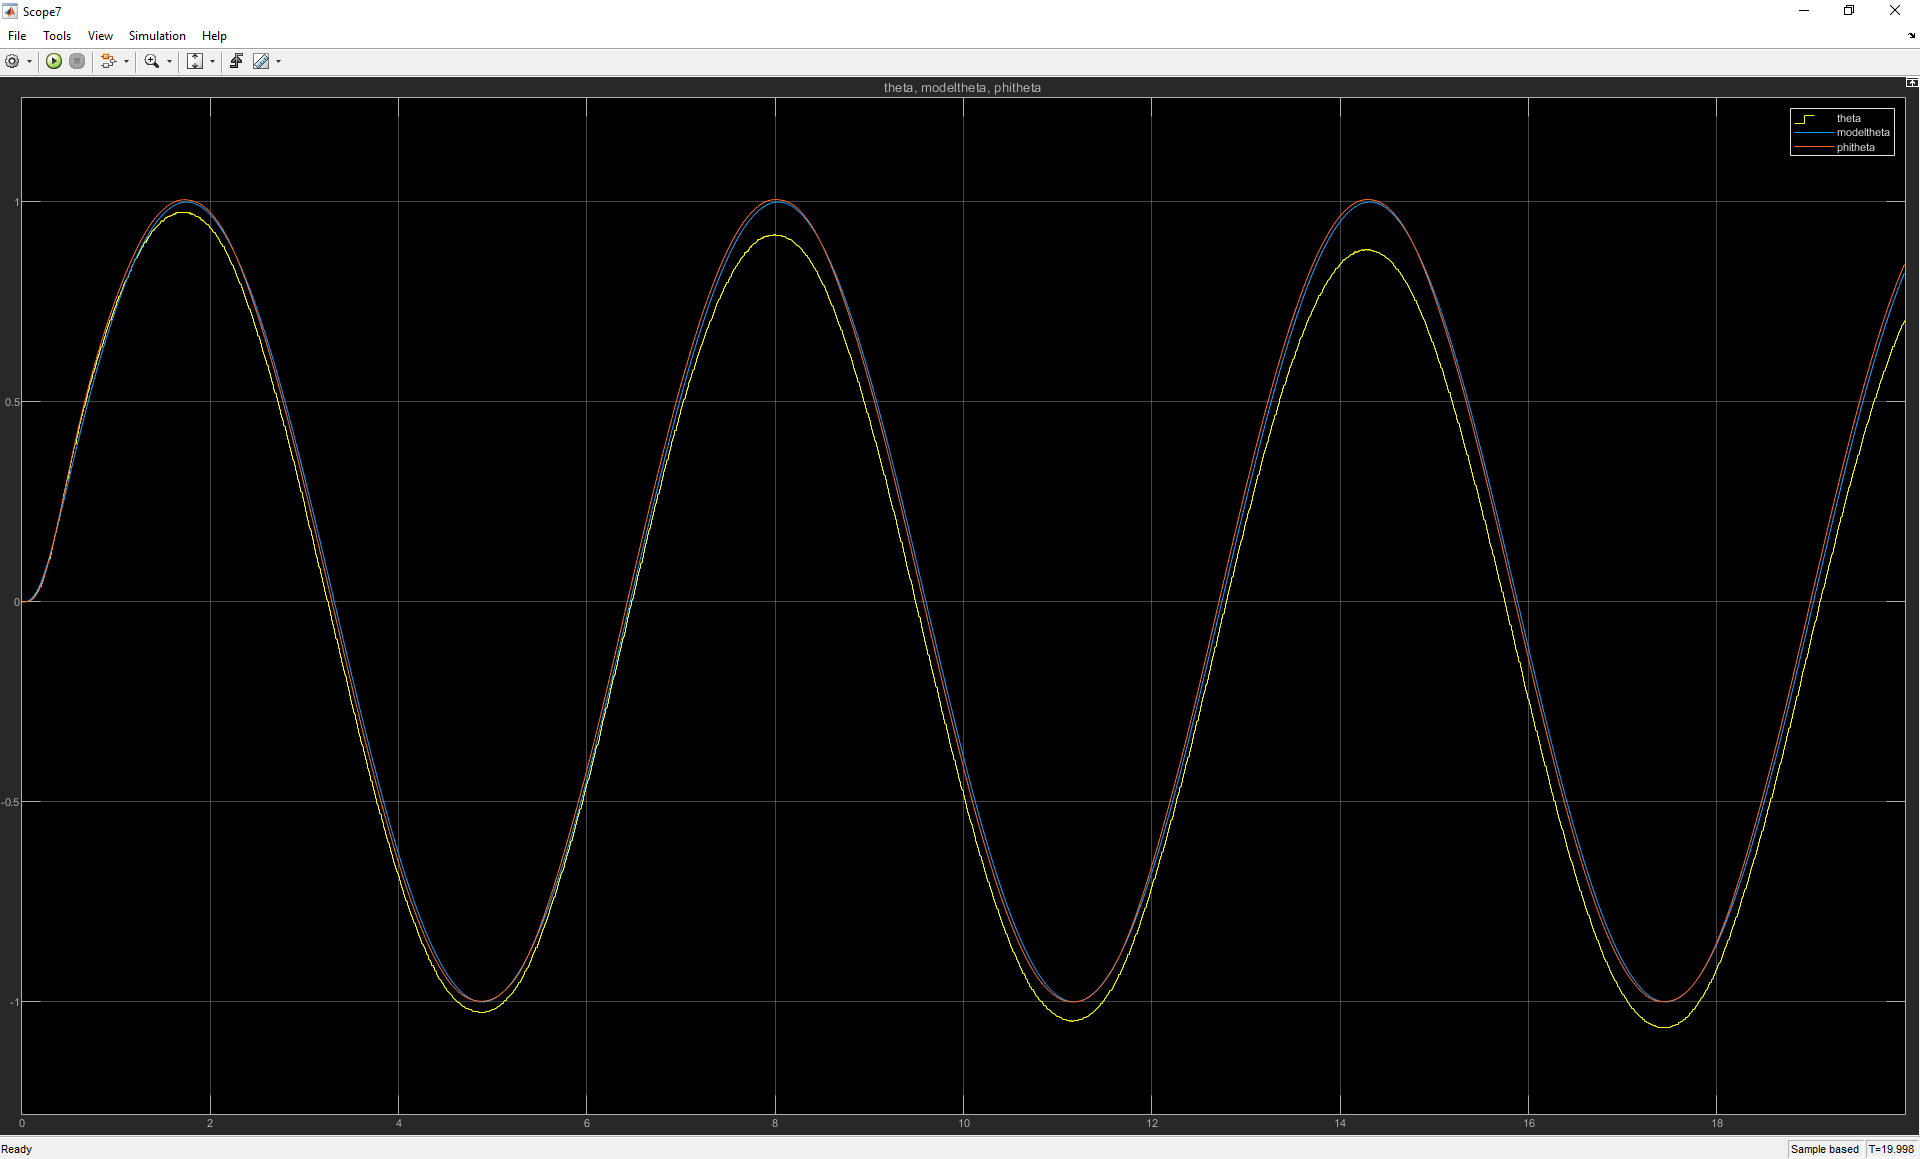 Scope7
File Tools View Simulation Help
theta, modeltheta, phitheta
theta
modeltheta
phitheta
1
0.5
0
-0.5
-1
0 2 4 6 8 10 12 14 16 18
Ready Sample based T=19.998